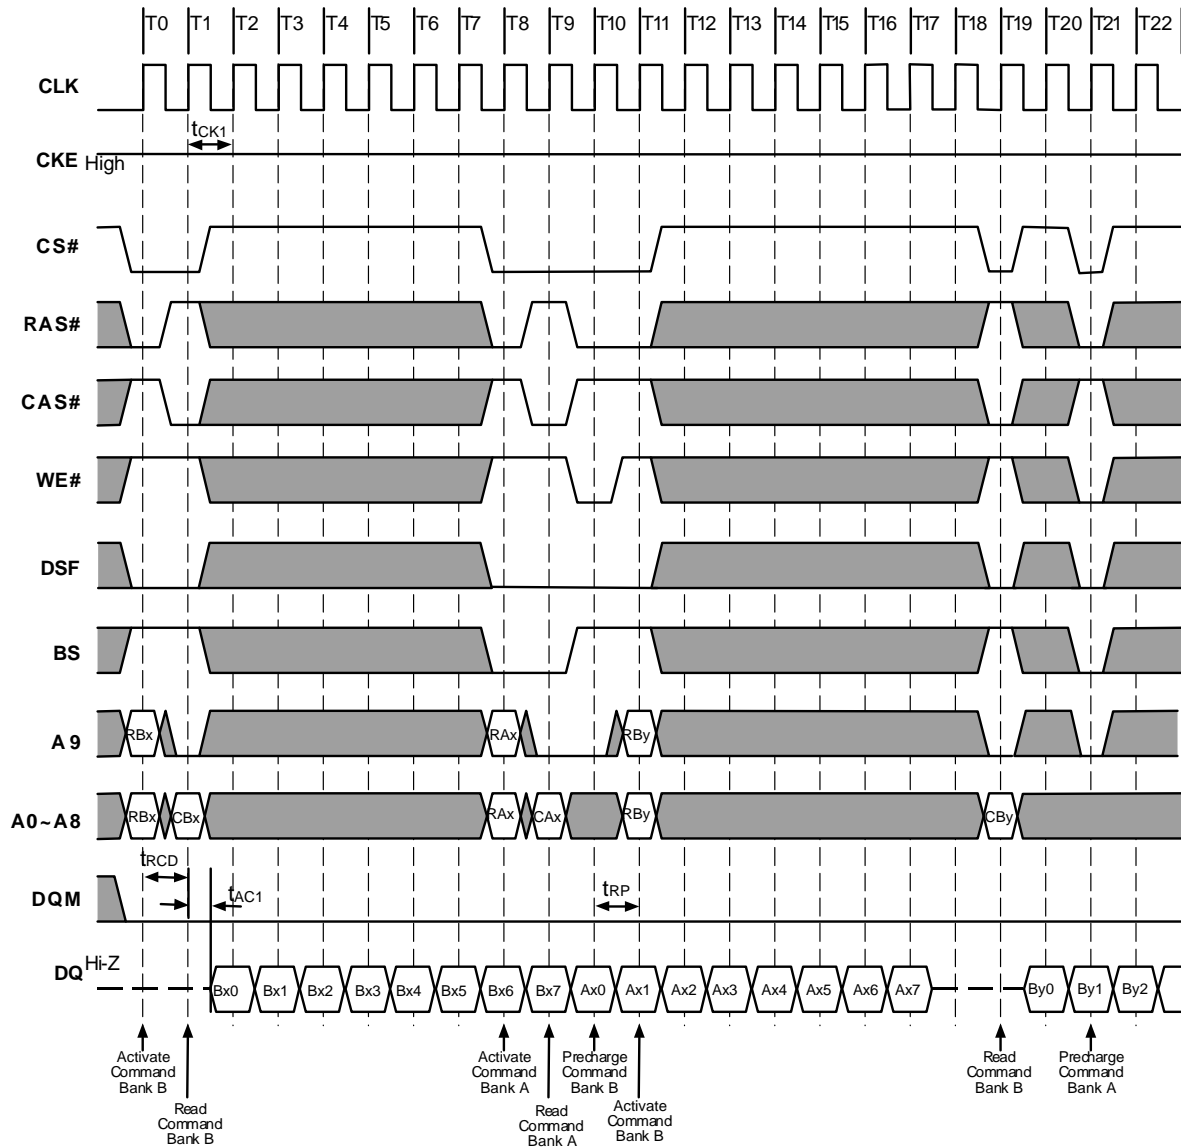 T0 T1 T2 T3 T4 T5 T6 T7 T8 T9 T10 T11 T12 T13 T14 T15 T16 T17 T18 T19 T20 T21 T22
CLK
tCK1
CKE High
CS#
RAS#
CAS#
WE#
DSF
BS
A9 RBx RAx RBy
A0~A8 RBx CBx RAx CAx RBy CBy
tRCD
DQM tAC1 tRP
DQ Hi-Z Bx0 Bx1 Bx2 Bx3 Bx4 Bx5 Bx6 Bx7 Ax0 Ax1 Ax2 Ax3 Ax4 Ax5 Ax6 Ax7 By0 By1 By2
Activate
Command
Bank B
Read
Command
Bank B
Activate
Command
Bank A
Read
Command
Bank A
Precharge
Command
Bank B
Activate
Command
Bank B
Read
Command
Bank B
Precharge
Command
Bank A